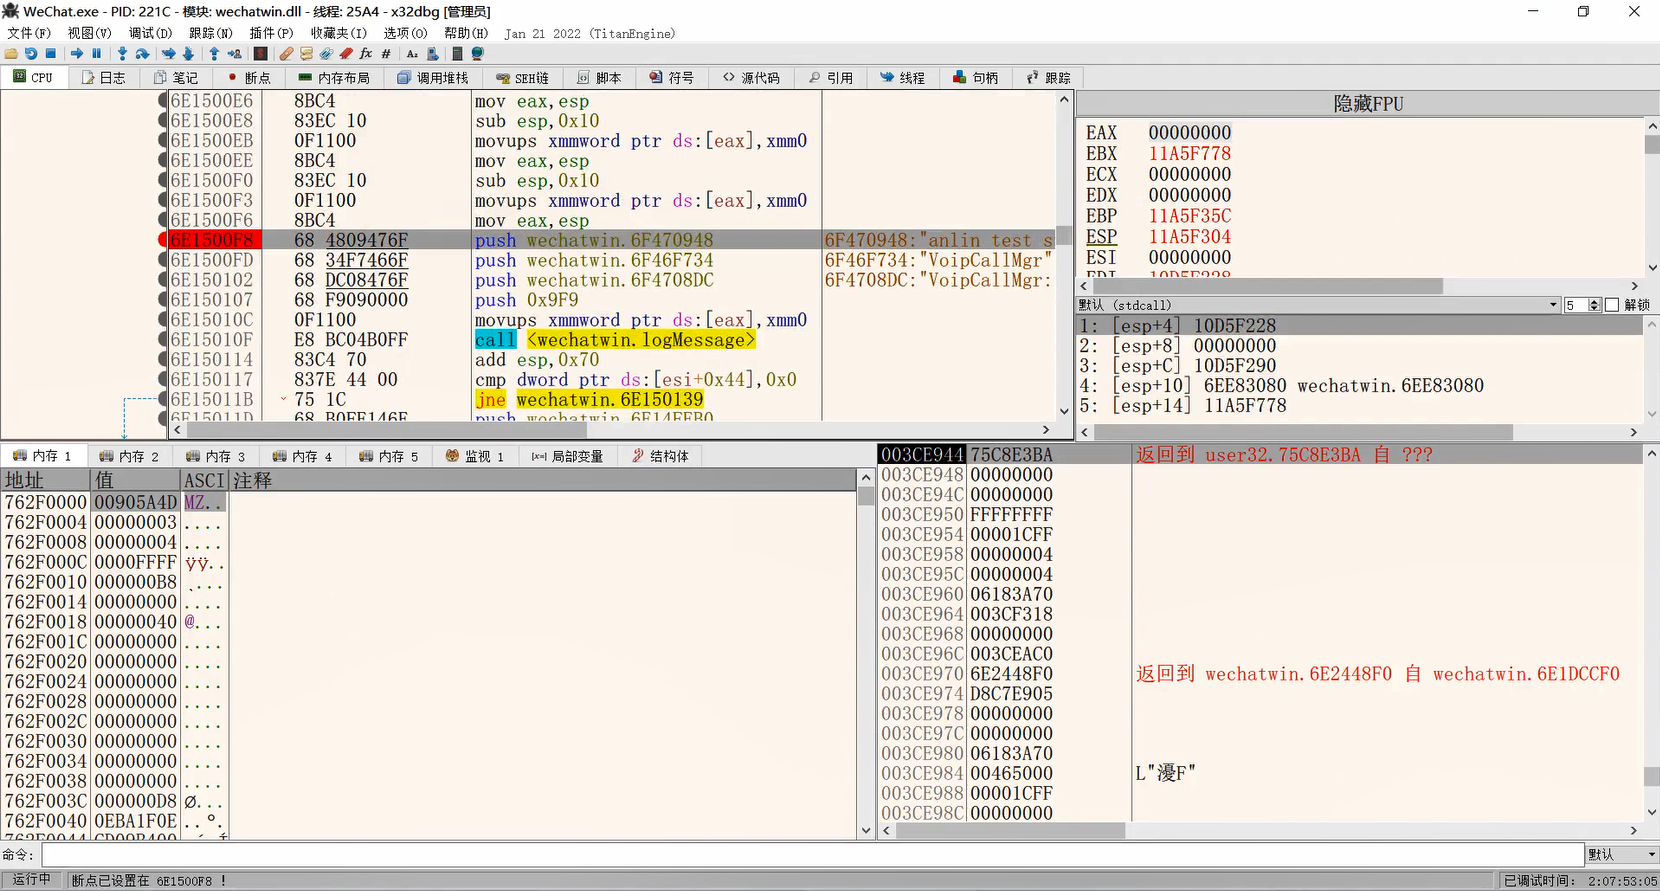 WeChat.exe - PID: 221C - 模块: wechatwin.dll - 线程: 25A4 - x32dbg [管理员]
文件(F) 视图(V) 调试(D) 跟踪(N) 插件(P) 收藏夹(I) 选项(O) 帮助(H) Jan 21 2022 (TitanEngine)
CPU 日志 笔记 断点 内存布局 调用堆栈 SEH链 脚本 符号 源代码 引用 线程 句柄 跟踪
6E1500E6 8BC4 mov eax,esp
6E1500E8 83EC 10 sub esp,0x10
6E1500EB 0F1100 movups xmmword ptr ds:[eax],xmm0
6E1500EE 8BC4 mov eax,esp
6E1500F0 83EC 10 sub esp,0x10
6E1500F3 0F1100 movups xmmword ptr ds:[eax],xmm0
6E1500F6 8BC4 mov eax,esp
6E1500F8 68 4809476F push wechatwin.6F470948 6F470948:"anlin test s
6E1500FD 68 34F7466F push wechatwin.6F46F734 6F46F734:"VoipCallMgr"
6E150102 68 DC08476F push wechatwin.6F4708DC 6F4708DC:"VoipCallMgr:
6E150107 68 F9090000 push 0x9F9
6E15010C 0F1100 movups xmmword ptr ds:[eax],xmm0
6E15010F E8 BC04B0FF call <wechatwin.logMessage>
6E150114 83C4 70 add esp,0x70
6E150117 837E 44 00 cmp dword ptr ds:[esi+0x44],0x0
6E15011B 75 1C jne wechatwin.6E150139
6E15011D 68 B0FE146E push wechatwin.6E14FEB0
隐藏FPU
EAX 00000000
EBX 11A5F778
ECX 00000000
EDX 00000000
EBP 11A5F35C
ESP 11A5F304
ESI 00000000
EDI 10D5F228
默认 (stdcall) 5 解锁
1: [esp+4] 10D5F228
2: [esp+8] 00000000
3: [esp+C] 10D5F290
4: [esp+10] 6EE83080 wechatwin.6EE83080
5: [esp+14] 11A5F778
内存 1 内存 2 内存 3 内存 4 内存 5 监视 1 [x=] 局部变量 结构体
地址 值 ASCI 注释
762F0000 00905A4D MZ..
762F0004 00000003 ....
762F0008 00000004 ....
762F000C 0000FFFF ÿÿ..
762F0010 000000B8 ¸...
762F0014 00000000 ....
762F0018 00000040 @...
762F001C 00000000 ....
762F0020 00000000 ....
762F0024 00000000 ....
762F0028 00000000 ....
762F002C 00000000 ....
762F0030 00000000 ....
762F0034 00000000 ....
762F0038 00000000 ....
762F003C 000000D8 Ø...
762F0040 0EBA1F0E ..º.
762F0044 CD09B400
003CE944 75C8E3BA 返回到 user32.75C8E3BA 自 ???
003CE948 00000000
003CE94C 00000000
003CE950 FFFFFFFF
003CE954 00001CFF
003CE958 00000004
003CE95C 00000004
003CE960 06183A70
003CE964 003CF318
003CE968 00000000
003CE96C 003CEAC0
003CE970 6E2448F0 返回到 wechatwin.6E2448F0 自 wechatwin.6E1DCCF0
003CE974 D8C7E905
003CE978 00000000
003CE97C 00000000
003CE980 06183A70
003CE984 00465000 L"漫F"
003CE988 00001CFF
003CE98C 00000000
命令: 默认
运行中 断点已设置在 6E1500F8 ! 已调试时间: 2:07:53:05